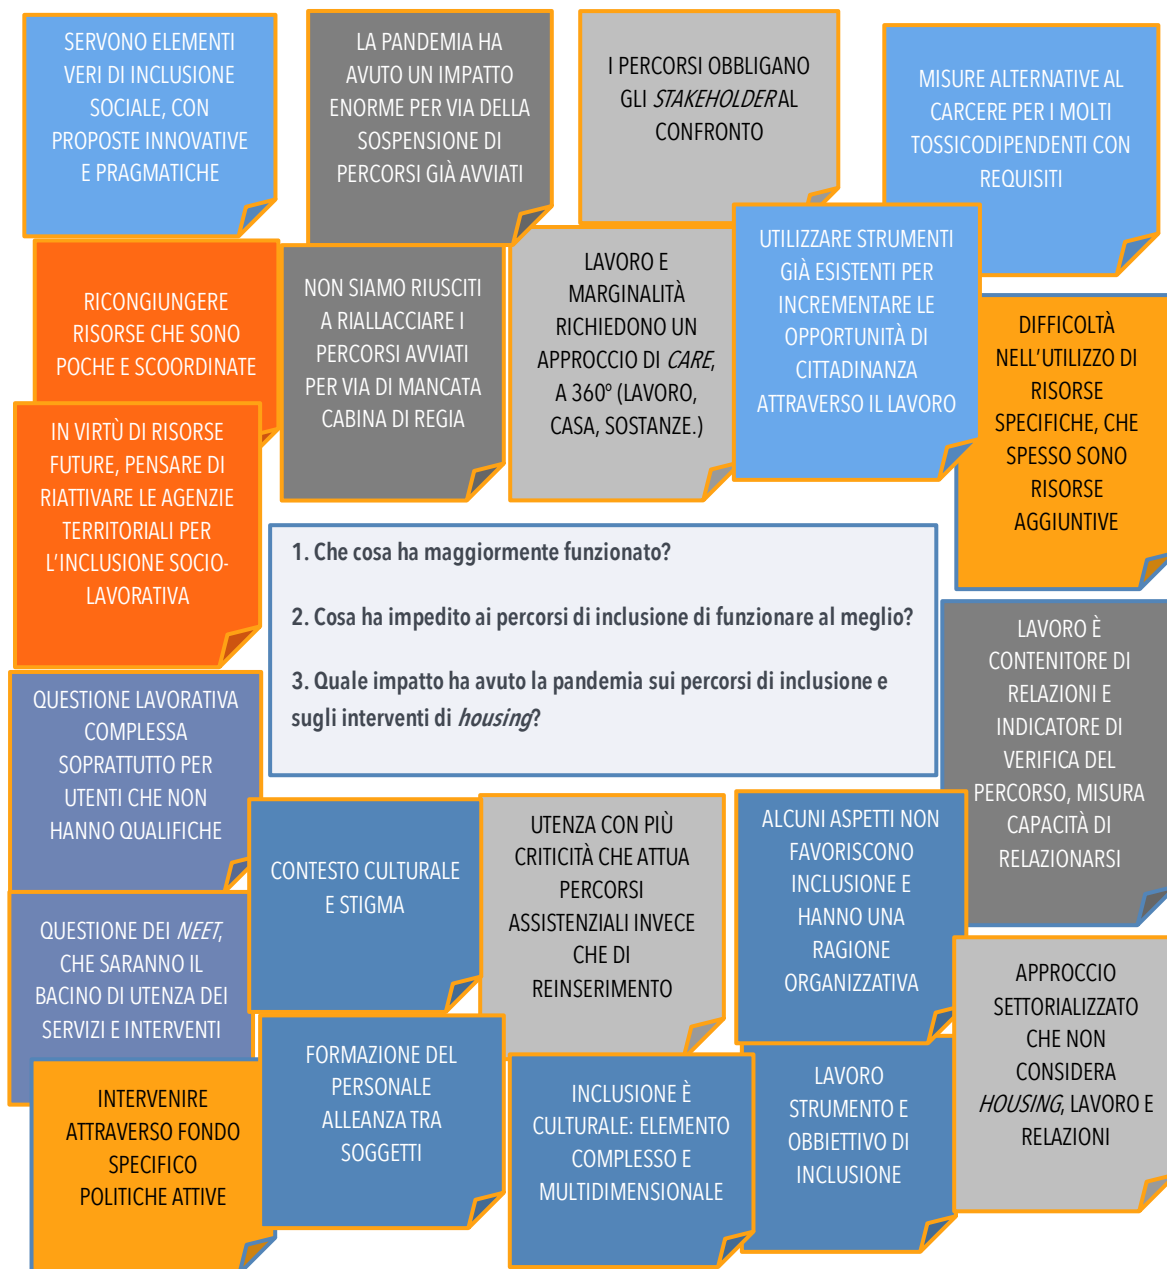 SERVONO ELEMENTI
VERI DI INCLUSIONE
SOCIALE, CON
PROPOSTE INNOVATIVE
E PRAGMATICHE
LA PANDEMIA HA
AVUTO UN IMPATTO
ENORME PER VIA DELLA
SOSPENSIONE DI
PERCORSI GIÀ AVVIATI
I PERCORSI OBBLIGANO
GLI STAKEHOLDER AL
CONFRONTO
MISURE ALTERNATIVE AL
CARCERE PER I MOLTI
TOSSICODIPENDENTI CON
REQUISITI
RICONGIUNGERE
RISORSE CHE SONO
POCHE E SCOORDINATE
NON SIAMO RIUSCITI
A RIALLACCIARE I
PERCORSI AVVIATI
PER VIA DI MANCATA
CABINA DI REGIA
LAVORO E
MARGINALITÀ
RICHIEDONO UN
APPROCCIO DI CARE,
A 360° (LAVORO,
CASA, SOSTANZE.)
UTILIZZARE STRUMENTI
GIÀ ESISTENTI PER
INCREMENTARE LE
OPPORTUNITÀ DI
CITTADINANZA
ATTRAVERSO IL LAVORO
DIFFICOLTÀ
NELL'UTILIZZO DI
RISORSE
SPECIFICHE, CHE
SPESSO SONO
RISORSE
AGGIUNTIVE
IN VIRTÙ DI RISORSE
FUTURE, PENSARE DI
RIATTIVARE LE AGENZIE
TERRITORIALI PER
L'INCLUSIONE SOCIO-
LAVORATIVA
1. Che cosa ha maggiormente funzionato?
2. Cosa ha impedito ai percorsi di inclusione di funzionare al meglio?
3. Quale impatto ha avuto la pandemia sui percorsi di inclusione e
sugli interventi di housing?
LAVORO È
CONTENITORE DI
RELAZIONI E
INDICATORE DI
VERIFICA DEL
PERCORSO, MISURA
CAPACITÀ DI
RELAZIONARSI
QUESTIONE LAVORATIVA
COMPLESSA
SOPRATTUTTO PER
UTENTI CHE NON
HANNO QUALIFICHE
CONTESTO CULTURALE
E STIGMA
UTENZA CON PIÙ
CRITICITÀ CHE ATTUA
PERCORSI
ASSISTENZIALI INVECE
CHE DI
REINSERIMENTO
ALCUNI ASPETTI NON
FAVORISCONO
INCLUSIONE E
HANNO UNA
RAGIONE
ORGANIZZATIVA
QUESTIONE DEI NEET,
CHE SARANNO IL
BACINO DI UTENZA DEI
SERVIZI E INTERVENTI
APPROCCIO
SETTORIALIZZATO
CHE NON
CONSIDERA
HOUSING, LAVORO E
RELAZIONI
FORMAZIONE DEL
PERSONALE
ALLEANZA TRA
SOGGETTI
INCLUSIONE È
CULTURALE: ELEMENTO
COMPLESSO E
MULTIDIMENSIONALE
LAVORO
STRUMENTO E
OBBIETTIVO DI
INCLUSIONE
INTERVENIRE
ATTRAVERSO FONDO
SPECIFICO
POLITICHE ATTIVE